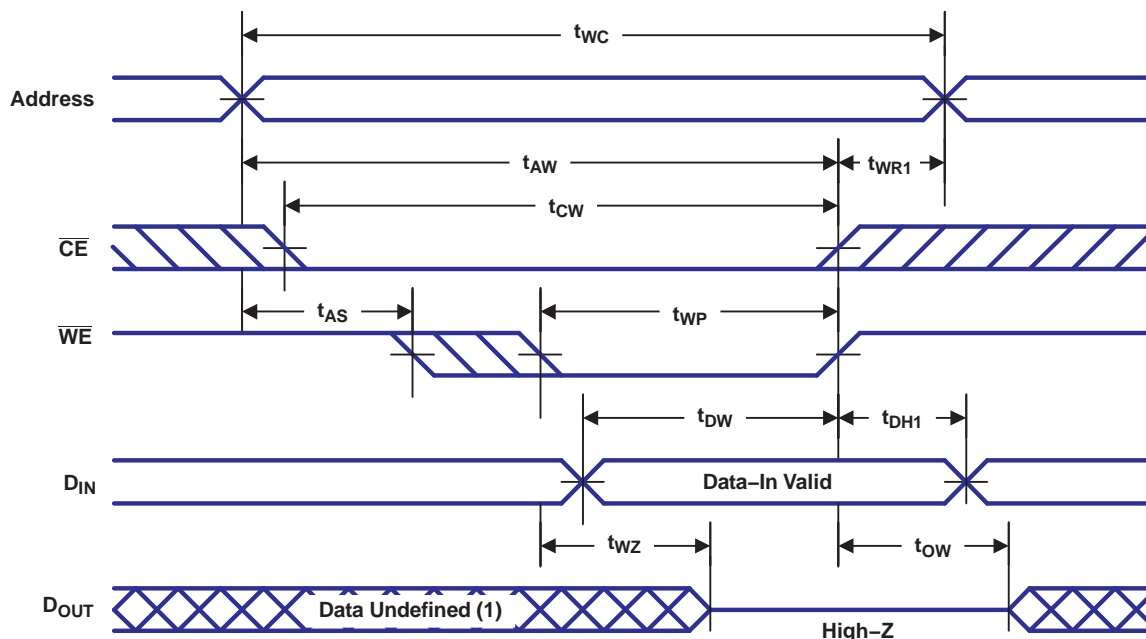 tWC
Address
tAW
tWR1
tCW
CE
tAS
tWP
WE
tDW
tDH1
DIN
Data–In Valid
tWZ
tOW
DOUT
Data Undefined (1)
High–Z